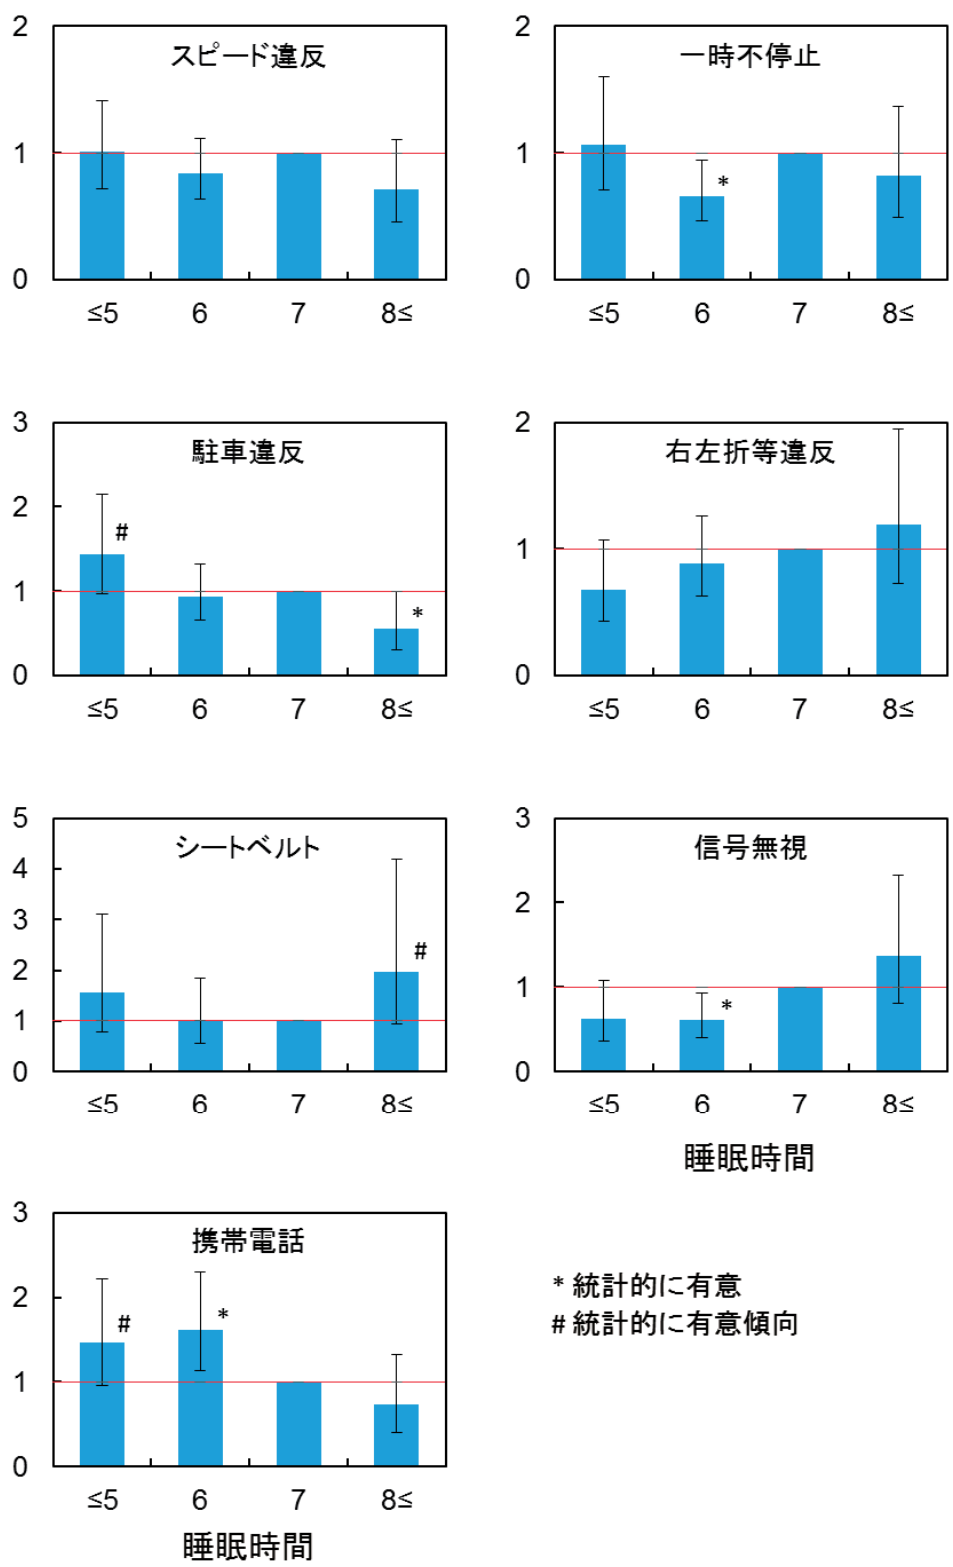 スピード違反
2
1
0
≤5 6 7 8≤
一時不停止
2
1
0
≤5 6 7 8≤
駐車違反
3
2
1
0
#
*
≤5 6 7 8≤
右左折等違反
2
1
0
≤5 6 7 8≤
シートベルト
5
4
3
2
1
0
#
≤5 6 7 8≤
信号無視
3
2
1
0
*
≤5 6 7 8≤
睡眠時間
携帯電話
3
2
1
0
#
*
≤5 6 7 8≤
睡眠時間
* 統計的に有意
# 統計的に有意傾向